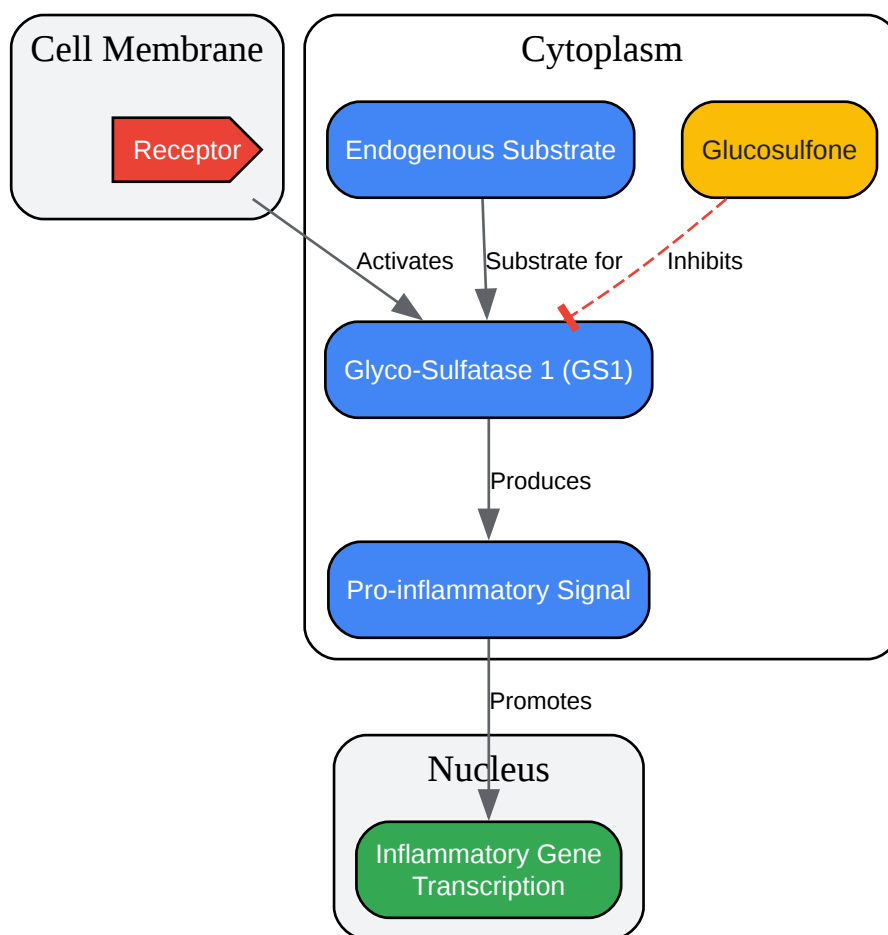 Cell Membrane
Cytoplasm
Receptor
Endogenous Substrate
Glucosulfone
Activates
Substrate for
Inhibits
Glyco-Sulfatase 1 (GS1)
Produces
Pro-inflammatory Signal
Promotes
Nucleus
Inflammatory Gene
Transcription